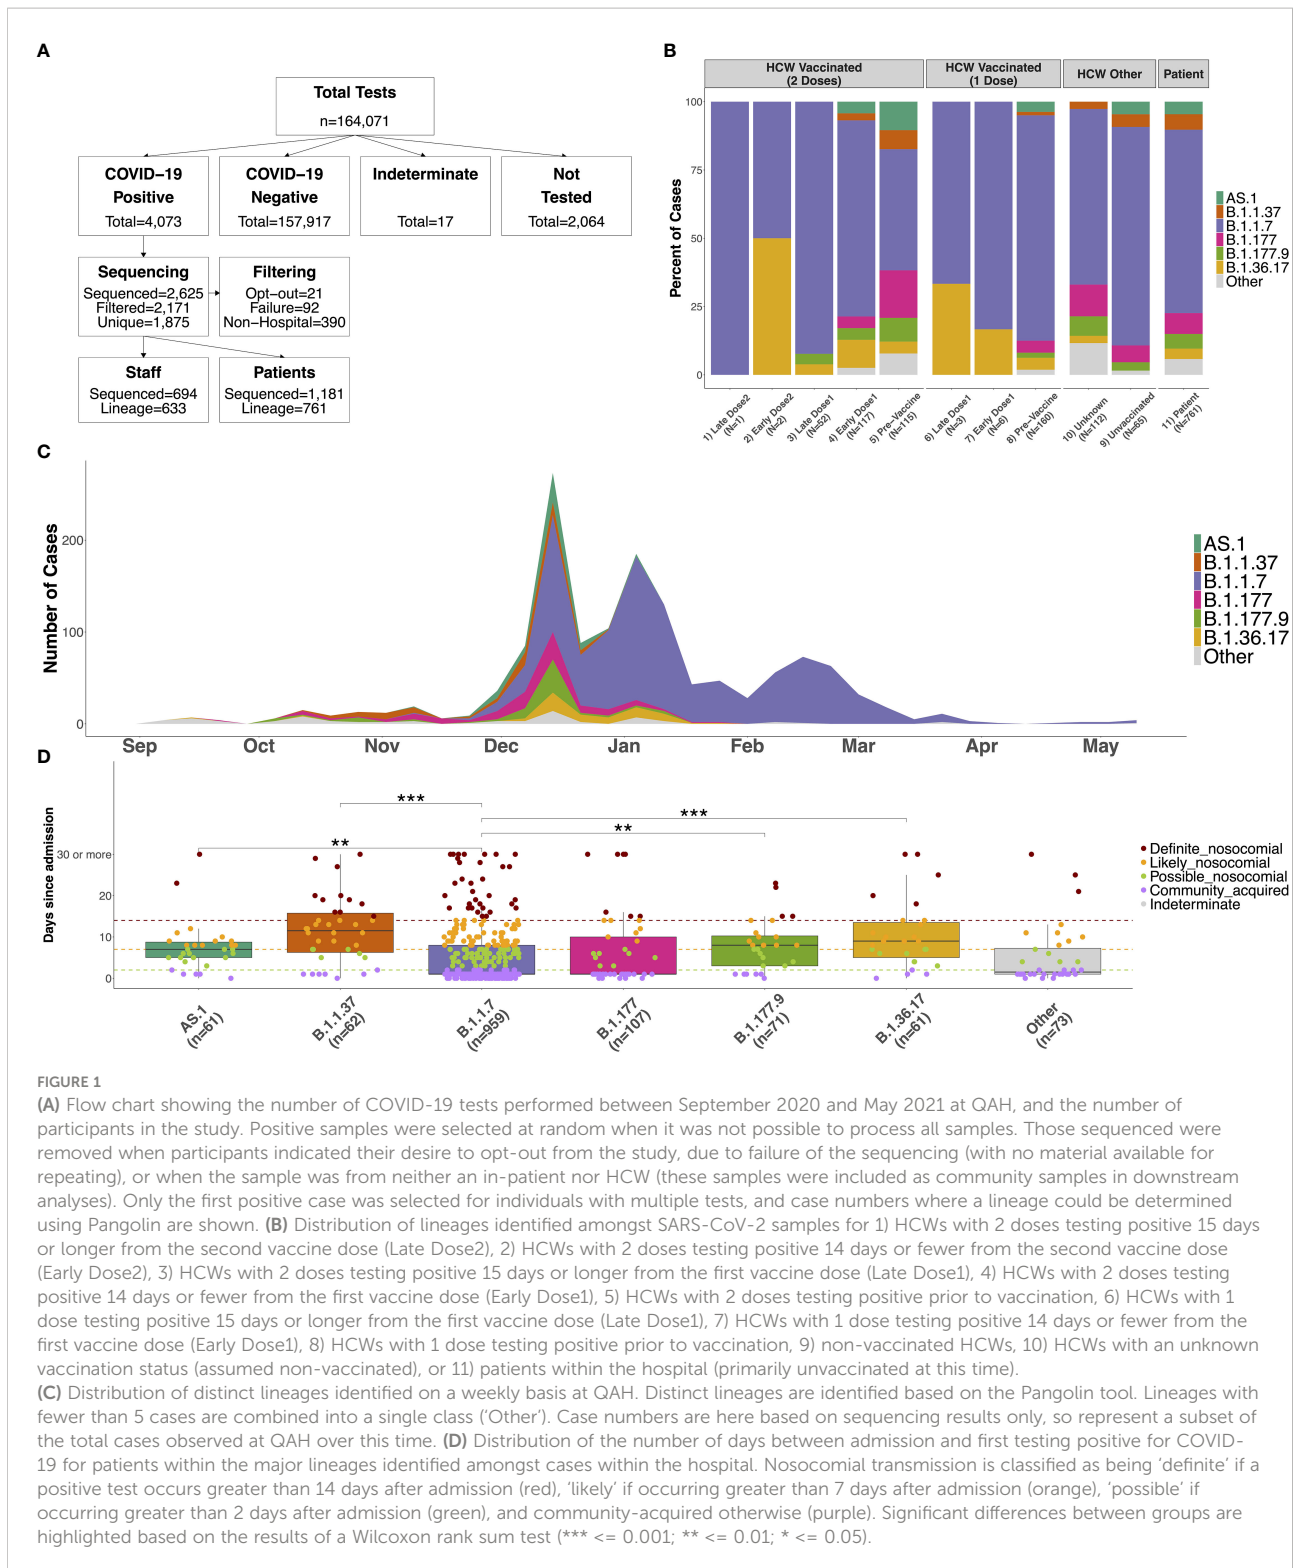 A
Total Tests
n=164,071
COVID−19
Positive
Total=4,073
COVID−19
Negative
Total=157,917
Indeterminate
Total=17
Not
Tested
Total=2,064
Sequencing
Sequenced=2,625
Filtered=2,171
Unique=1,875
Filtering
Opt−out=21
Failure=92
Non−Hospital=390
Staff
Sequenced=694
Lineage=633
Patients
Sequenced=1,181
Lineage=761
B
HCW Vaccinated
(2 Doses)
HCW Vaccinated
(1 Dose)
HCW Other
Patient
Percent of Cases
100
75
50
25
0
1) Late Dose2
(N=1)
2) Early Dose2
(N=2)
3) Late Dose1
(N=52)
4) Early Dose1
(N=117)
5) Pre−Vaccine
(N=115)
6) Late Dose1
(N=3)
7) Early Dose1
(N=6)
8) Pre−Vaccine
(N=160)
10) Unknown
(N=112)
9) Unvaccinated
(N=65)
11) Patient
(N=761)
AS.1
B.1.1.37
B.1.1.7
B.1.177
B.1.177.9
B.1.36.17
Other
C
Number of Cases
200
100
0
Sep
Oct
Nov
Dec
Jan
Feb
Mar
Apr
May
AS.1
B.1.1.37
B.1.1.7
B.1.177
B.1.177.9
B.1.36.17
Other
D
Days since admission
30 or more
20
10
0
***
***
**
**
AS.1
(n=61)
B.1.1.37
(n=62)
B.1.1.7
(n=959)
B.1.177
(n=107)
B.1.177.9
(n=71)
B.1.36.17
(n=61)
Other
(n=73)
Definite_nosocomial
Likely_nosocomial
Possible_nosocomial
Community_acquired
Indeterminate
FIGURE 1
(A) Flow chart showing the number of COVID-19 tests performed between September 2020 and May 2021 at QAH, and the number of
participants in the study. Positive samples were selected at random when it was not possible to process all samples. Those sequenced were
removed when participants indicated their desire to opt-out from the study, due to failure of the sequencing (with no material available for
repeating), or when the sample was from neither an in-patient nor HCW (these samples were included as community samples in downstream
analyses). Only the first positive case was selected for individuals with multiple tests, and case numbers where a lineage could be determined
using Pangolin are shown. (B) Distribution of lineages identified amongst SARS-CoV-2 samples for 1) HCWs with 2 doses testing positive 15 days
or longer from the second vaccine dose (Late Dose2), 2) HCWs with 2 doses testing positive 14 days or fewer from the second vaccine dose
(Early Dose2), 3) HCWs with 2 doses testing positive 15 days or longer from the first vaccine dose (Late Dose1), 4) HCWs with 2 doses testing
positive 14 days or fewer from the first vaccine dose (Early Dose1), 5) HCWs with 2 doses testing positive prior to vaccination, 6) HCWs with 1
dose testing positive 15 days or longer from the first vaccine dose (Late Dose1), 7) HCWs with 1 dose testing positive 14 days or fewer from the
first vaccine dose (Early Dose1), 8) HCWs with 1 dose testing positive prior to vaccination, 9) non-vaccinated HCWs, 10) HCWs with an unknown
vaccination status (assumed non-vaccinated), or 11) patients within the hospital (primarily unvaccinated at this time).
(C) Distribution of distinct lineages identified on a weekly basis at QAH. Distinct lineages are identified based on the Pangolin tool. Lineages with
fewer than 5 cases are combined into a single class (‘Other’). Case numbers are here based on sequencing results only, so represent a subset of
the total cases observed at QAH over this time. (D) Distribution of the number of days between admission and first testing positive for COVID-
19 for patients within the major lineages identified amongst cases within the hospital. Nosocomial transmission is classified as being ‘definite’ if a
positive test occurs greater than 14 days after admission (red), ‘likely’ if occurring greater than 7 days after admission (orange), ‘possible’ if
occurring greater than 2 days after admission (green), and community-acquired otherwise (purple). Significant differences between groups are
highlighted based on the results of a Wilcoxon rank sum test (*** <= 0.001; ** <= 0.01; * <= 0.05).